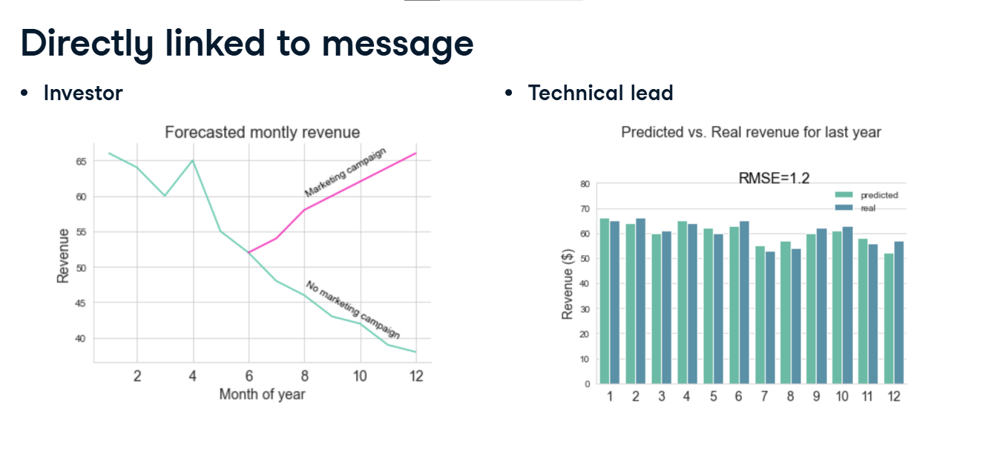 Directly linked to message
• Investor
Forecasted montly revenue
65
60
55
50
45
40
Revenue
Marketing campaign
No marketing campaign
2 4 6 8 10 12
Month of year
• Technical lead
Predicted vs. Real revenue for last year
RMSE=1.2
predicted
real
80
70
60
50
40
30
20
10
0
Revenue ($)
1 2 3 4 5 6 7 8 9 10 11 12